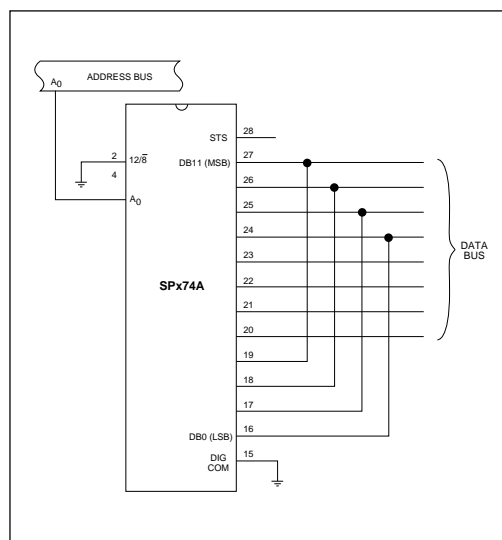 ADDRESS BUS
A0
STS
28
2
12/8
DB11 (MSB)
27
4
26
A0
25
24
23
DATA
BUS
SPx74A
22
21
20
19
18
17
DB0 (LSB)
16
DIG
COM
15